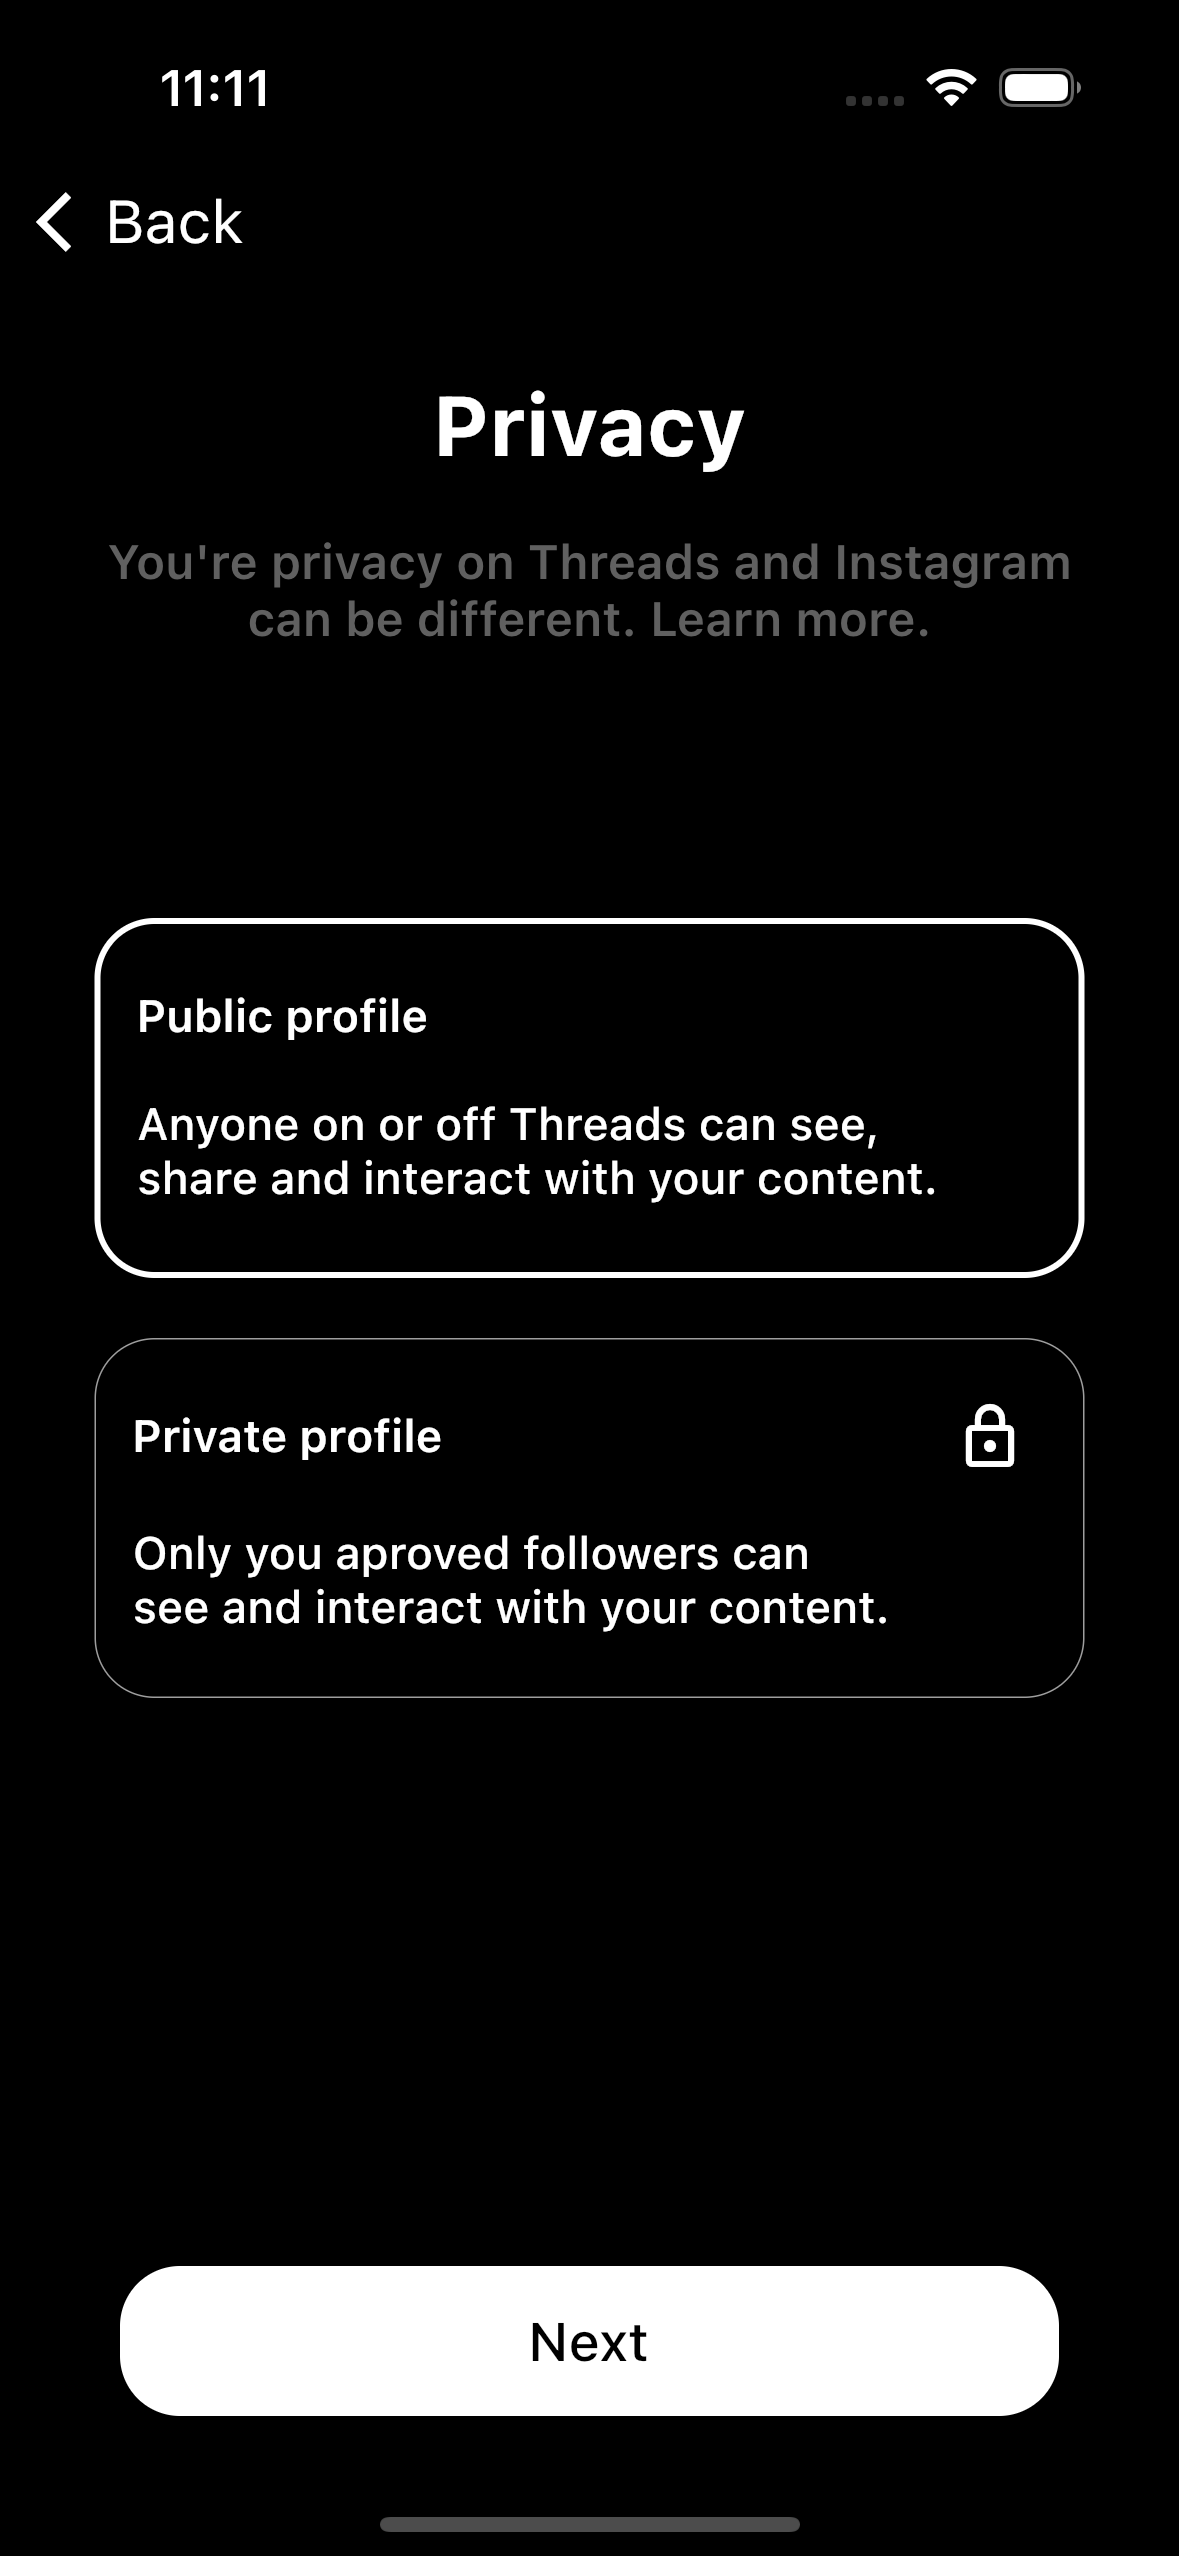 11:11
Back
Privacy
You're privacy on Threads and Instagram
can be different. Learn more.
Public profile
Anyone on or off Threads can see,
share and interact with your content.
Private profile
Only you aproved followers can
see and interact with your content.
Next